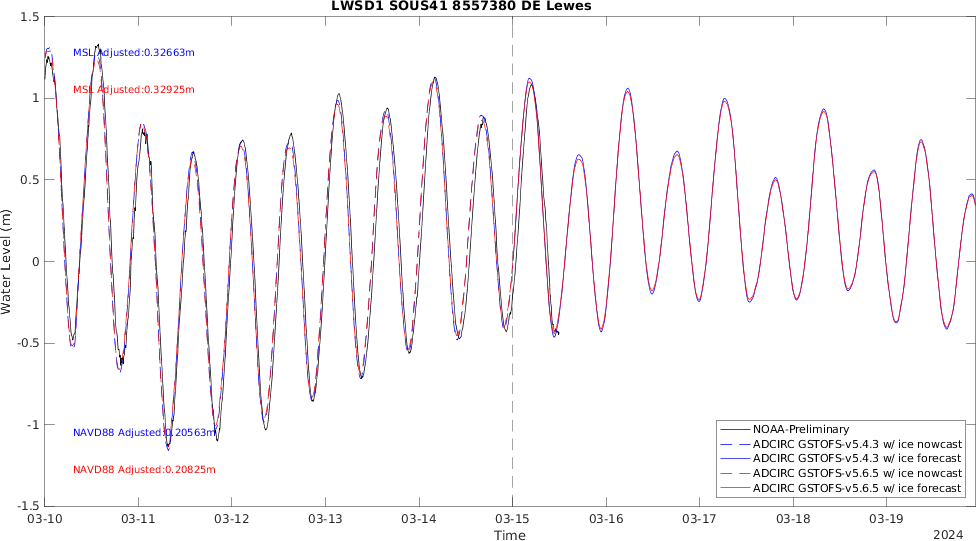 LWSD1 SOUS41 8557380 DE Lewes
1.5
1
0.5
0
-0.5
-1
-1.5
Water Level (m)
MSL Adjusted:0.32663m
MSL Adjusted:0.32925m
NAVD88 Adjusted:0.20563m
NAVD88 Adjusted:0.20825m
NOAA-Preliminary
ADCIRC GSTOFS-v5.4.3 w/ ice nowcast
ADCIRC GSTOFS-v5.4.3 w/ ice forecast
ADCIRC GSTOFS-v5.6.5 w/ ice nowcast
ADCIRC GSTOFS-v5.6.5 w/ ice forecast
03-10 03-11 03-12 03-13 03-14 03-15 03-16 03-17 03-18 03-19
Time
2024